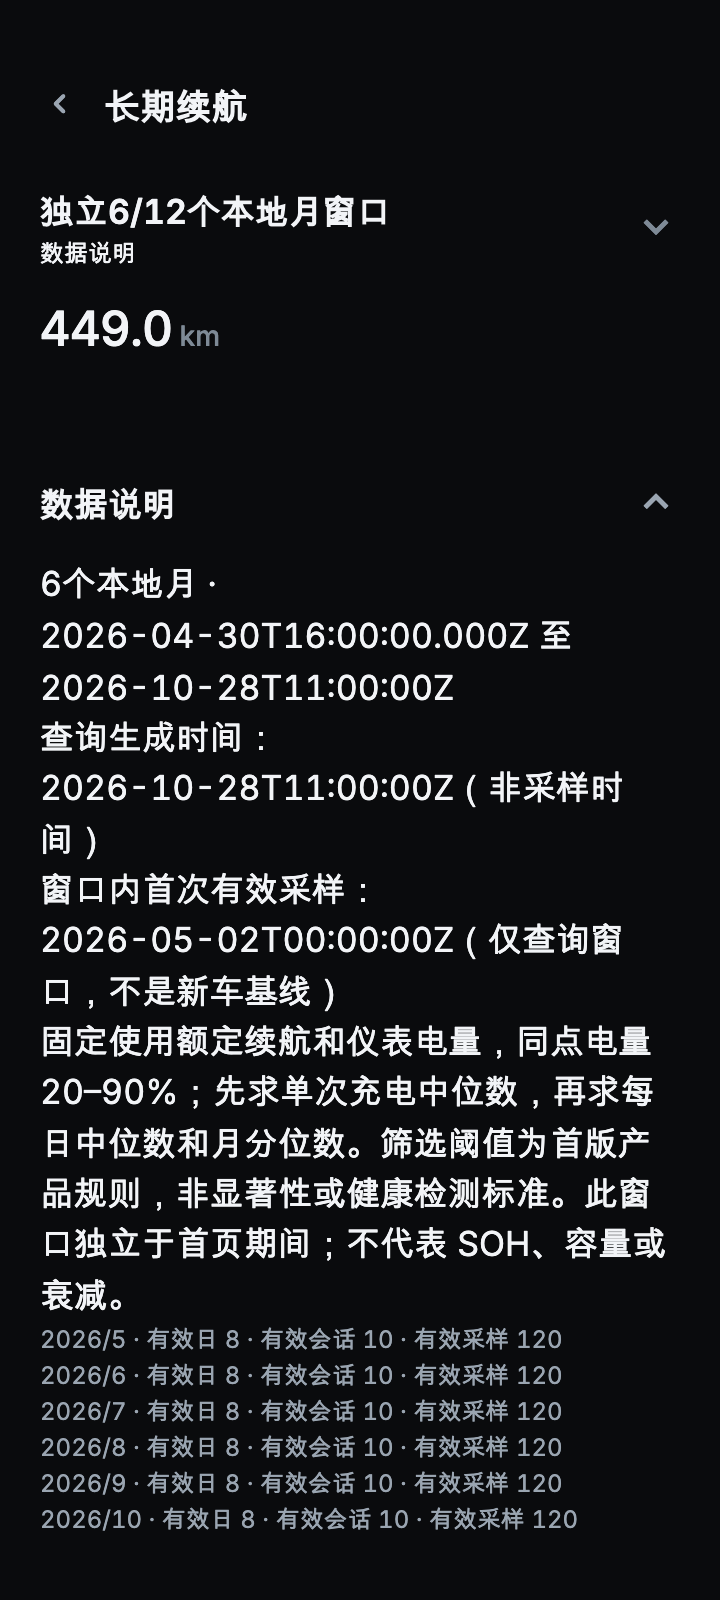 长期续航
独立6/12个本地月窗口
数据说明
449.0 km
数据说明
6个本地月 ·
2026-04-30T16:00:00.000Z 至
2026-10-28T11:00:00Z
查询生成时间：
2026-10-28T11:00:00Z（非采样时
间）
窗口内首次有效采样：
2026-05-02T00:00:00Z（仅查询窗
口，不是新车基线）
固定使用额定续航和仪表电量，同点电量
20–90%；先求单次充电中位数，再求每
日中位数和月分位数。筛选阈值为首版产
品规则，非显著性或健康检测标准。此窗
口独立于首页期间；不代表 SOH、容量或
衰减。
2026/5 · 有效日 8 · 有效会话 10 · 有效采样 120
2026/6 · 有效日 8 · 有效会话 10 · 有效采样 120
2026/7 · 有效日 8 · 有效会话 10 · 有效采样 120
2026/8 · 有效日 8 · 有效会话 10 · 有效采样 120
2026/9 · 有效日 8 · 有效会话 10 · 有效采样 120
2026/10 · 有效日 8 · 有效会话 10 · 有效采样 120